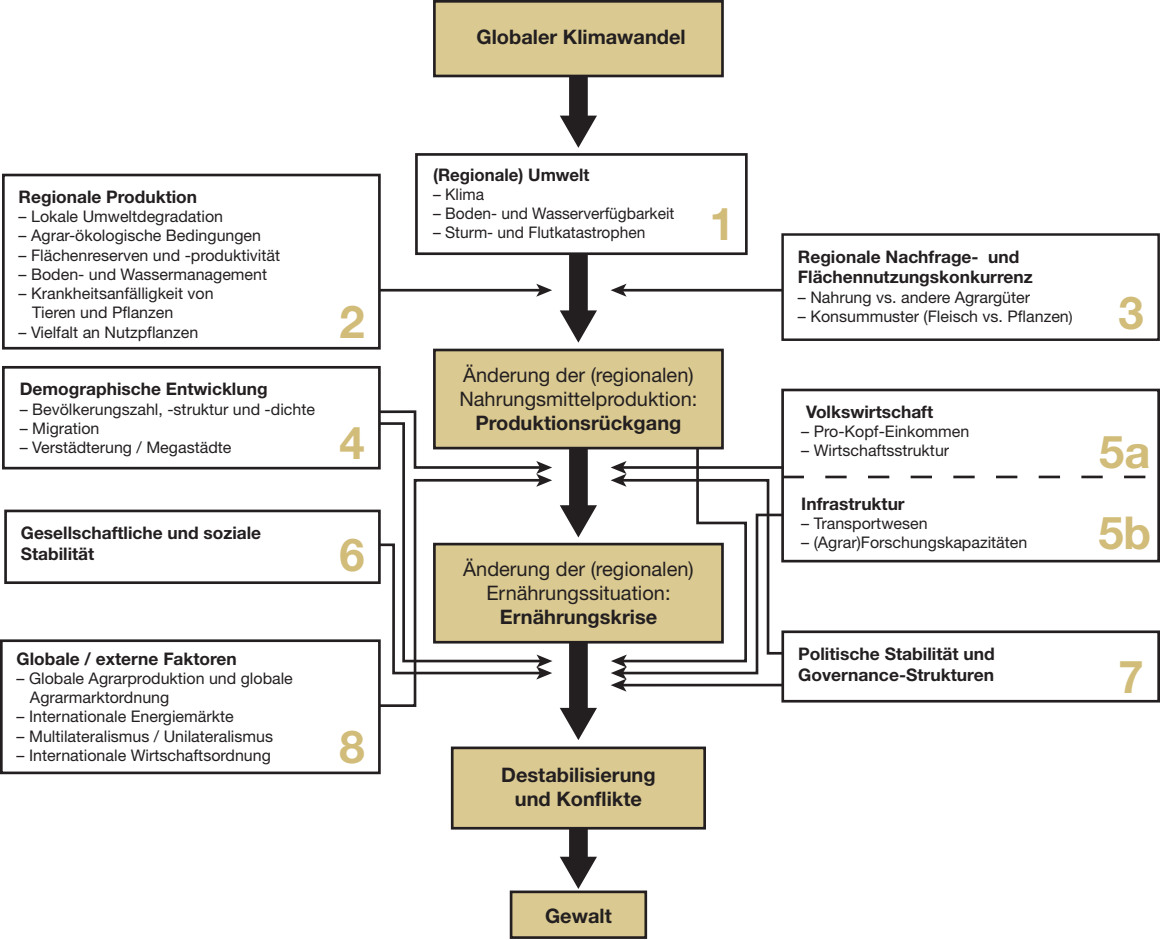 Globaler Klimawandel
(Regionale) Umwelt
– Klima
– Boden- und Wasserverfügbarkeit
– Sturm- und Flutkatastrophen
1
Regionale Produktion
– Lokale Umweltdegradation
– Agrar-ökologische Bedingungen
– Flächenreserven und -produktivität
– Boden- und Wassermanagement
– Krankheitsanfälligkeit von
Tieren und Pflanzen
– Vielfalt an Nutzpflanzen
2
Regionale Nachfrage- und
Flächennutzungskonkurrenz
– Nahrung vs. andere Agrargüter
– Konsummuster (Fleisch vs. Pflanzen)
3
Änderung der (regionalen)
Nahrungsmittelproduktion:
Produktionsrückgang
Demographische Entwicklung
– Bevölkerungszahl, -struktur und -dichte
– Migration
– Verstädterung / Megastädte
4
Volkswirtschaft
– Pro-Kopf-Einkommen
– Wirtschaftsstruktur
5a
Infrastruktur
– Transportwesen
– (Agrar)Forschungskapazitäten
5b
Gesellschaftliche und soziale
Stabilität
6
Änderung der (regionalen)
Ernährungssituation:
Ernährungskrise
Politische Stabilität und
Governance-Strukturen
7
Globale / externe Faktoren
– Globale Agrarproduktion und globale
Agrarmarktordnung
– Internationale Energiemärkte
– Multilateralismus / Unilateralismus
– Internationale Wirtschaftsordnung
8
Destabilisierung
und Konflikte
Gewalt